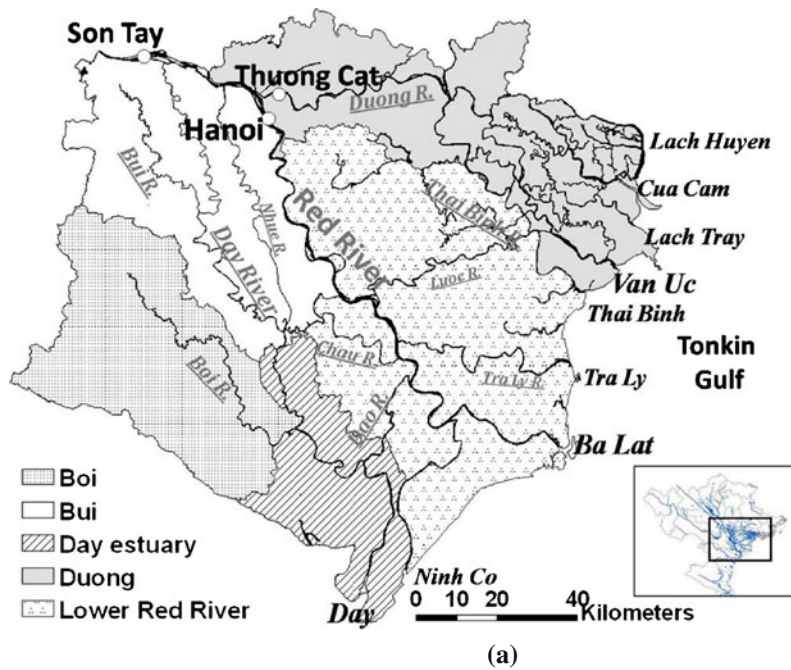 Son Tay
Thuong Cat
Duong R.
Hanoi
Lach Huyen
Cua Cam
Bui R.
Nhue R.
Red River
Thai Binh R.
Lach Tray
Day River
Luoc R.
Van Uc
Thai Binh
Tonkin
Gulf
Chau R.
Boi R.
Dao R.
Tra Ly R.
Tra Ly
Ba Lat
Boi
Bui
Day estuary
Duong
Lower Red River
Ninh Co
Day
0 10 20 40
Kilometers
(a)